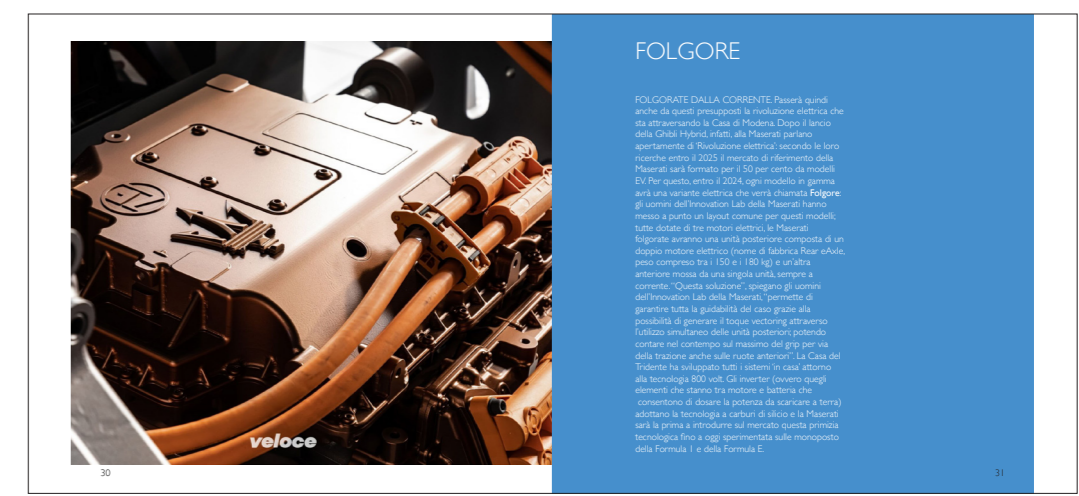 veloce
30
FOLGORE
FOLGORATE DALLA CORRENTE. Passerà quindi
anche da questi presupposti la rivoluzione elettrica che
sta attraversando la Casa di Modena. Dopo il lancio
della Ghibli Hybrid, infatti, alla Maserati parlano
apertamente di ‘Rivoluzione elettrica’: secondo le loro
ricerche entro il 2025 il mercato di riferimento della
Maserati sarà formato per il 50 per cento da modelli
EV. Per questo, entro il 2024, ogni modello in gamma
avrà una variante elettrica che verrà chiamata Folgore:
gli uomini dell’Innovation Lab della Maserati hanno
messo a punto un layout comune per questi modelli;
tutte dotate di tre motori elettrici, le Maserati
folgorate avranno una unità posteriore composta di un
doppio motore elettrico (nome di fabbrica Rear eAxle,
peso compreso tra i 150 e i 180 kg) e un’altra
anteriore mossa da una singola unità, sempre a
corrente. “Questa soluzione”, spiegano gli uomini
dell’Innovation Lab della Maserati, “permette di
garantire tutta la guidabilità del caso grazie alla
possibilità di generare il toque vectoring attraverso
l’utilizzo simultaneo delle unità posteriori; potendo
contare nel contempo sul massimo del grip per via
della trazione anche sulle ruote anteriori”. La Casa del
Tridente ha sviluppato tutti i sistemi ‘in casa’ attorno
alla tecnologia 800 volt. Gli inverter (ovvero quegli
elementi che stanno tra motore e batteria che
consentono di dosare la potenza da scaricare a terra)
adottano la tecnologia a carburi di silicio e la Maserati
sarà la prima a introdurre sul mercato questa primizia
tecnologica fino a oggi sperimentata sulle monoposto
della Formula 1 e della Formula E.
31